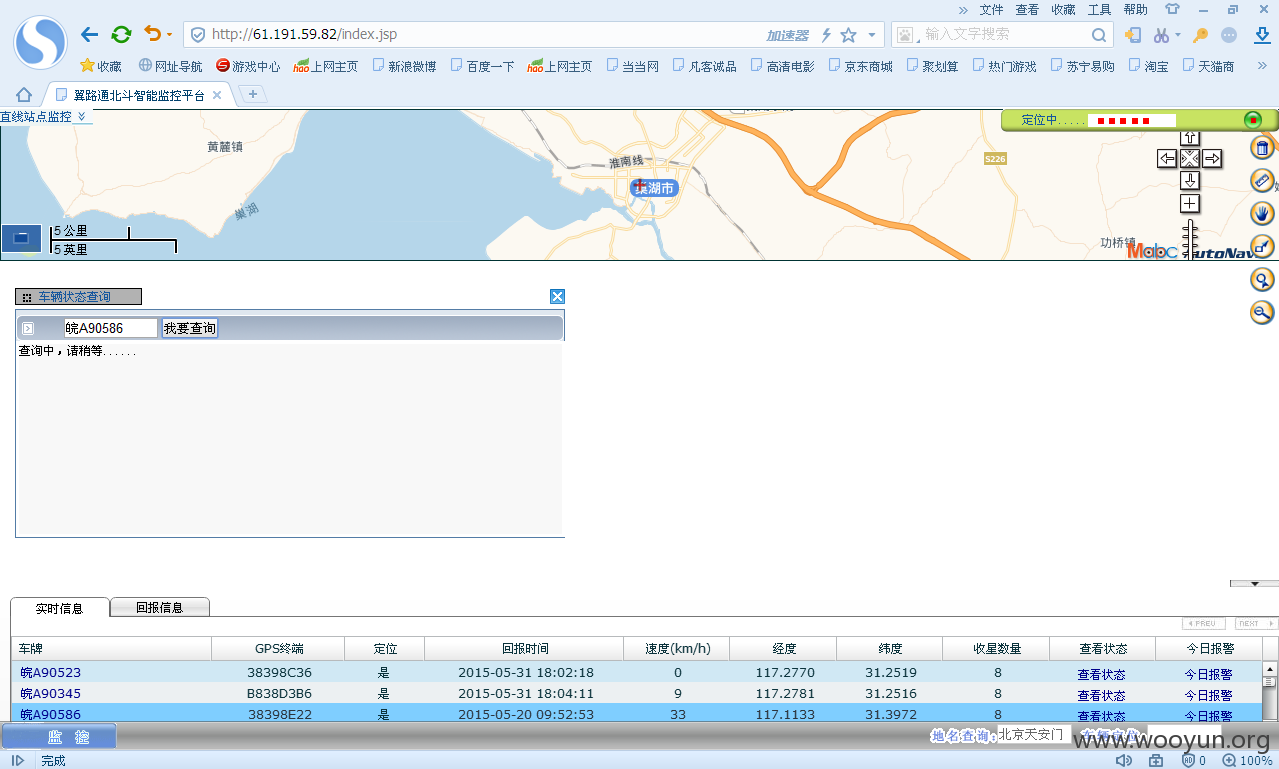 » 文件 查看 收藏 工具 帮助
http://61.191.59.82/index.jsp 加速器 输入文字搜索
收藏 网址导航 游戏中心 hao上网主页 新浪微博 百度一下 hao上网主页 当当网 凡客诚品 高清电影 京东商城 聚划算 热门游戏 苏宁易购 淘宝 天猫商 »
翼路通北斗智能监控平台
直线站点监控
定位中.....
黄麓镇
淮南线
S226
巢湖市
巢湖
5 公里
5 英里
功桥镇
Mabc AutoNav
车辆状态查询
皖A90586 我要查询
查询中，请稍等......
实时信息 回报信息
PREV NEXT
车牌 GPS终端 定位 回报时间 速度(km/h) 经度 纬度 收星数量 查看状态 今日报警
皖A90523 38398C36 是 2015-05-31 18:02:18 0 117.2770 31.2519 8 查看状态 今日报警
皖A90345 B838D3B6 是 2015-05-31 18:04:11 9 117.2781 31.2516 8 查看状态 今日报警
皖A90586 38398E22 是 2015-05-20 09:52:53 33 117.1133 31.3972 8 查看状态 今日报警
监 控 地名查询: 北京天安门
www.wooyun.org
完成 0 100%